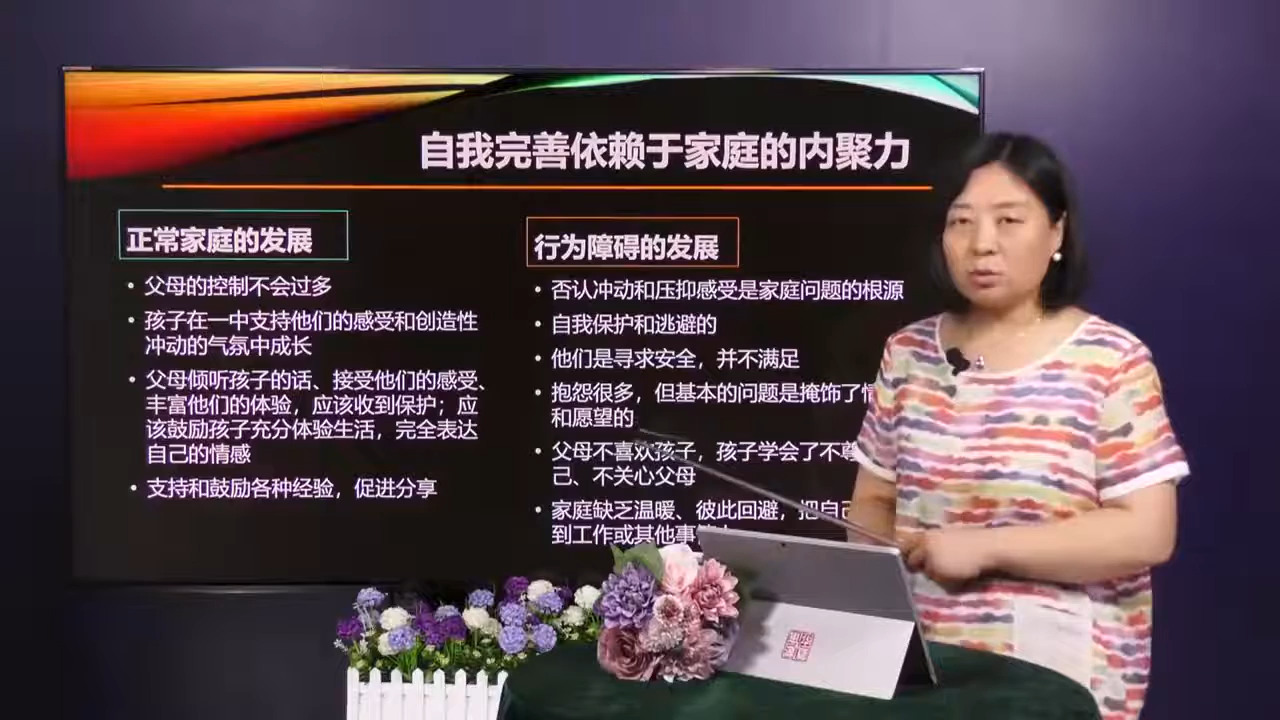 自我完善依赖于家庭的内聚力
正常家庭的发展
• 父母的控制不会过多
• 孩子在一中支持他们的感受和创造性
冲动的气氛中成长
• 父母倾听孩子的话、接受他们的感受、
丰富他们的体验，应该收到保护；应
该鼓励孩子充分体验生活，完全表达
自己的情感
• 支持和鼓励各种经验，促进分享
行为障碍的发展
• 否认冲动和压抑感受是家庭问题的根源
• 自我保护和逃避的
• 他们是寻求安全，并不满足
• 抱怨很多，但基本的问题是掩饰了
和愿望的
• 父母不喜欢孩子，孩子学会了不尊
己、不关心父母
• 家庭缺乏温暖、彼此回避，把自己
到工作或其他事